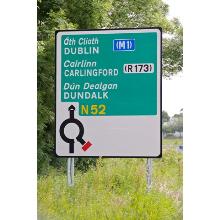 Áth Cliath
DUBLIN (M1)
Cairlinn
CARLINGFORD (R173)
Dún Dealgan
DUNDALK
N52